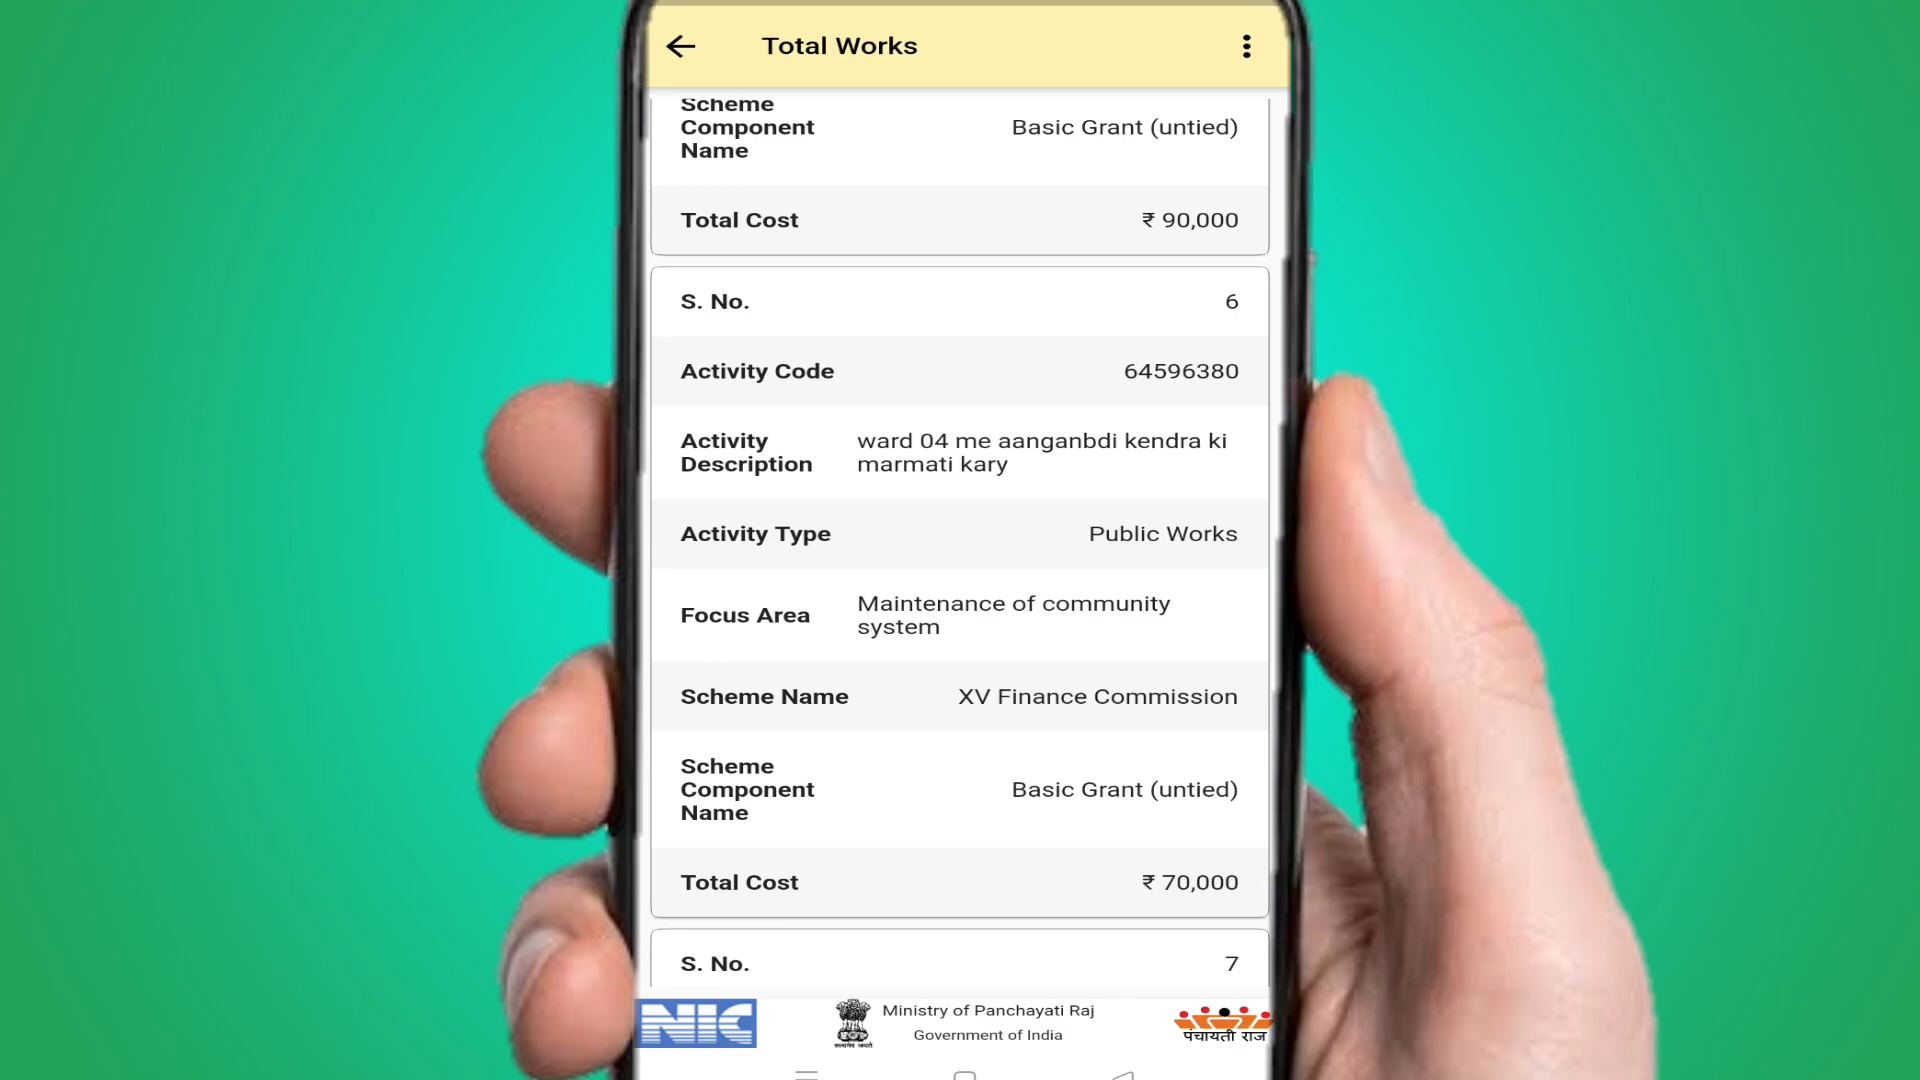 Total Works
Scheme
Component
Name
Basic Grant (untied)
Total Cost
₹ 90,000
S. No.
6
Activity Code
64596380
Activity
Description
ward 04 me aanganbdi kendra ki
marmati kary
Activity Type
Public Works
Focus Area
Maintenance of community
system
Scheme Name
XV Finance Commission
Scheme
Component
Name
Basic Grant (untied)
Total Cost
₹ 70,000
S. No.
7
NIC
सत्यमेव जयते
Ministry of Panchayati Raj
Government of India
पंचायती राज